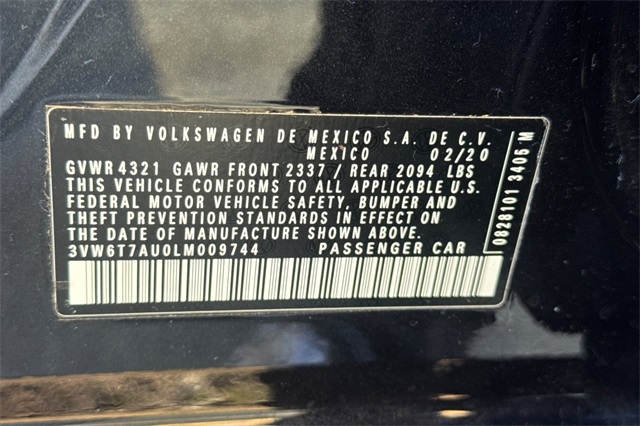 MFD BY VOLKSWAGEN DE MEXICO S.A. DE C.V.
MEXICO 02/20
GVWR 4321 GAWR FRONT 2337 / REAR 2094 LBS
THIS VEHICLE CONFORMS TO ALL APPLICABLE U.S.
FEDERAL MOTOR VEHICLE SAFETY, BUMPER AND
THEFT PREVENTION STANDARDS IN EFFECT ON
THE DATE OF MANUFACTURE SHOWN ABOVE.
3VW6T7AU0LM009744 PASSENGER CAR
0828101 3406 M